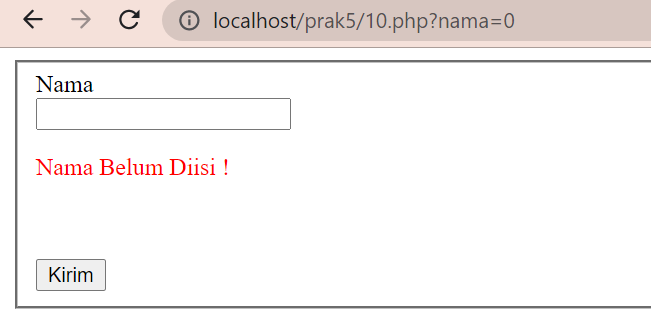 localhost/prak5/10.php?nama=0
Nama
Nama Belum Diisi !
Kirim